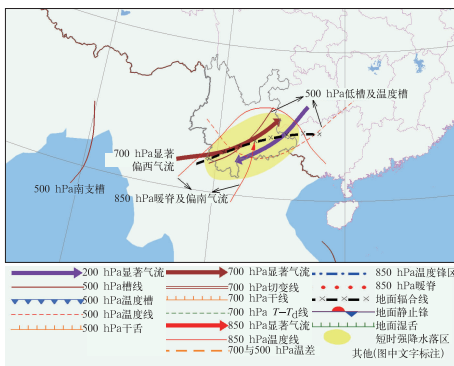 500 hPa低槽及温度槽
700 hPa显著
偏西气流
500 hPa南支槽
850 hPa暖脊及偏南气流
200 hPa显著气流
500 hPa槽线
500 hPa温度槽
500 hPa温度线
500 hPa干舌
700 hPa显著气流
700 hPa切变线
700 hPa干线
700 hPa T-Td线
850 hPa显著气流
850 hPa温度线
700与500 hPa温差
850 hPa温度锋区
850 hPa暖脊
地面辐合线
地面静止锋
地面湿舌
短时强降水落区
其他(图中文字标注)